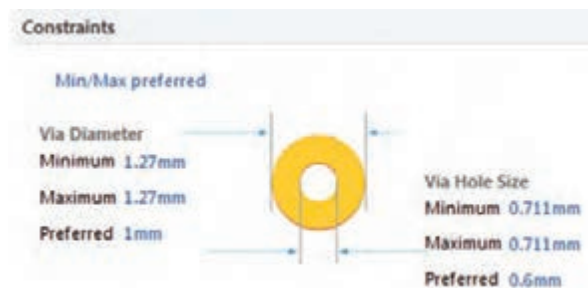 Constraints
Min/Max preferred
Via Diameter
Minimum 1.27mm
Maximum 1.27mm
Preferred 1mm
Via Hole Size
Minimum 0.711mm
Maximum 0.711mm
Preferred 0.6mm